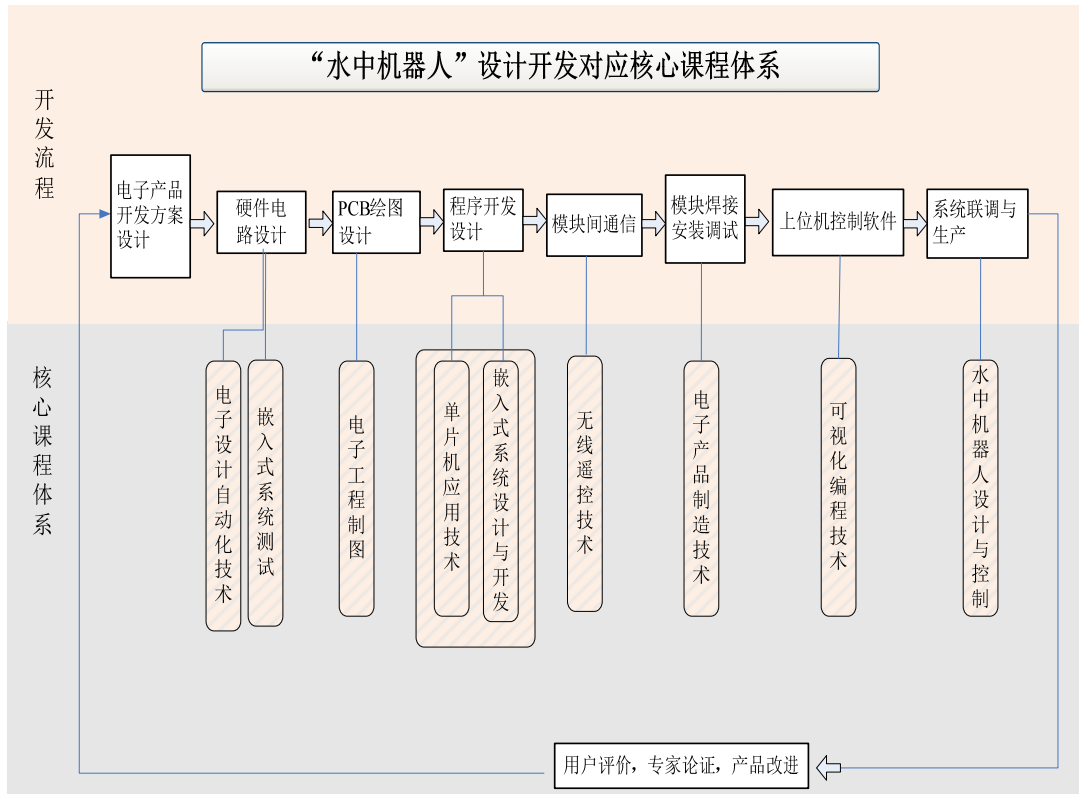 “水中机器人”设计开发对应核心课程体系
开发流程
电子产品
开发方案
设计
硬件电
路设计
PCB绘图
设计
程序开发
设计
模块间通信
模块焊接
安装调试
上位机控制软件
系统联调与
生产
核心课程体系
电子设计自动化技术
嵌入式系统测试
电子工程制图
单片机应用技术
嵌入式系统设计与开发
无线遥控技术
电子产品制造技术
可视化编程技术
水中机器人设计与控制
用户评价，专家论证，产品改进